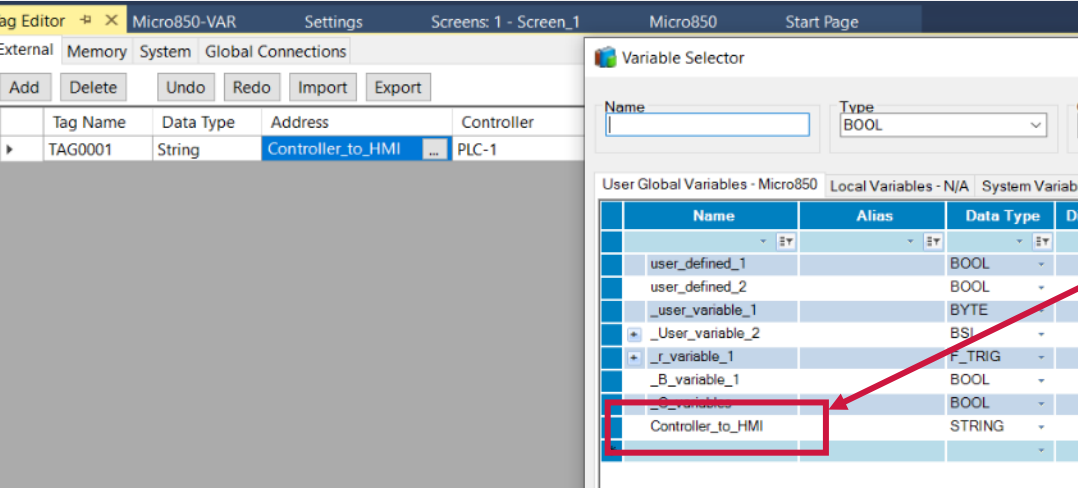 ag Editor Micro850-VAR Settings Screens: 1 - Screen_1 Micro850 Start Page
External Memory System Global Connections
Variable Selector
Add Delete Undo Redo Import Export
Name Type
BOOL
Tag Name Data Type Address Controller
TAG0001 String Controller_to_HMI ... PLC-1
User Global Variables - Micro850 Local Variables - N/A System Variab
Name Alias Data Type D
user_defined_1 BOOL
user_defined_2 BOOL
_user_variable_1 BYTE
_User_variable_2 BSI
_r_variable_1 F_TRIG
_B_variable_1 BOOL
_C_variables BOOL
Controller_to_HMI STRING